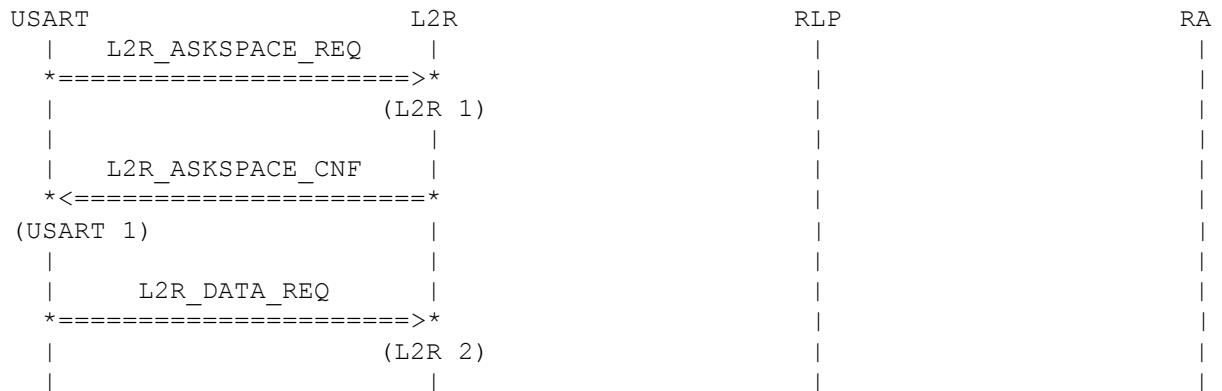 USART L2R RLP RA
| L2R_ASKSPACE_REQ | | |
*======================>* | |
| (L2R 1) | |
| | | |
| L2R_ASKSPACE_CNF | | |
*<======================* | |
(USART 1) | | |
| | | |
| L2R_DATA_REQ | | |
*======================>* | |
| (L2R 2) | |
| | | |